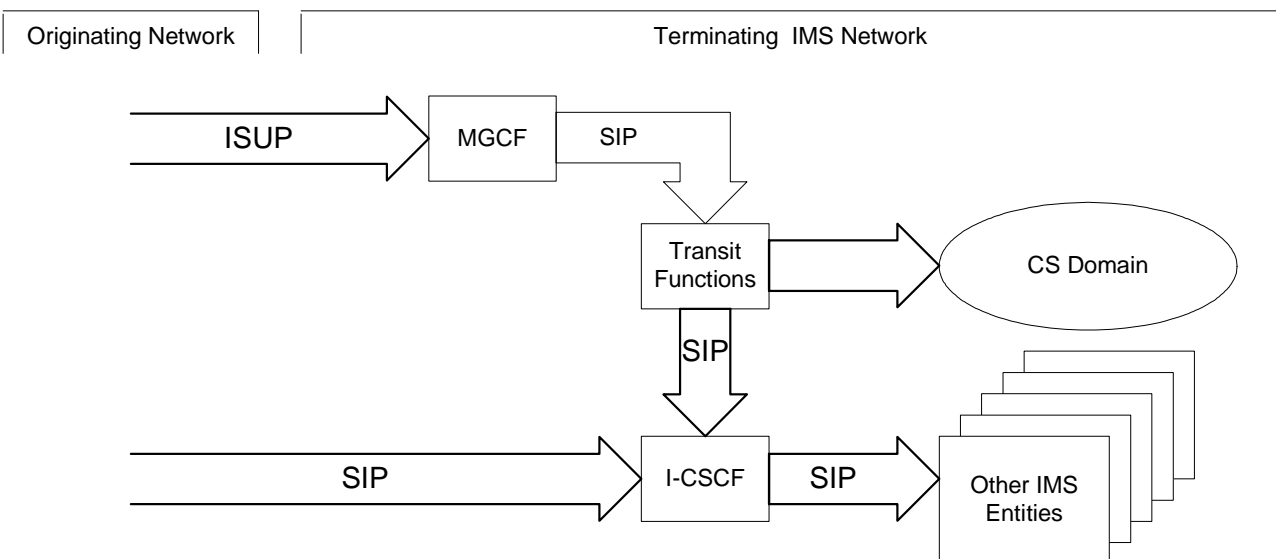 Originating Network
Terminating IMS Network
ISUP
MGCF
SIP
Transit
Functions
CS Domain
SIP
SIP
I-CSCF
SIP
Other IMS
Entities